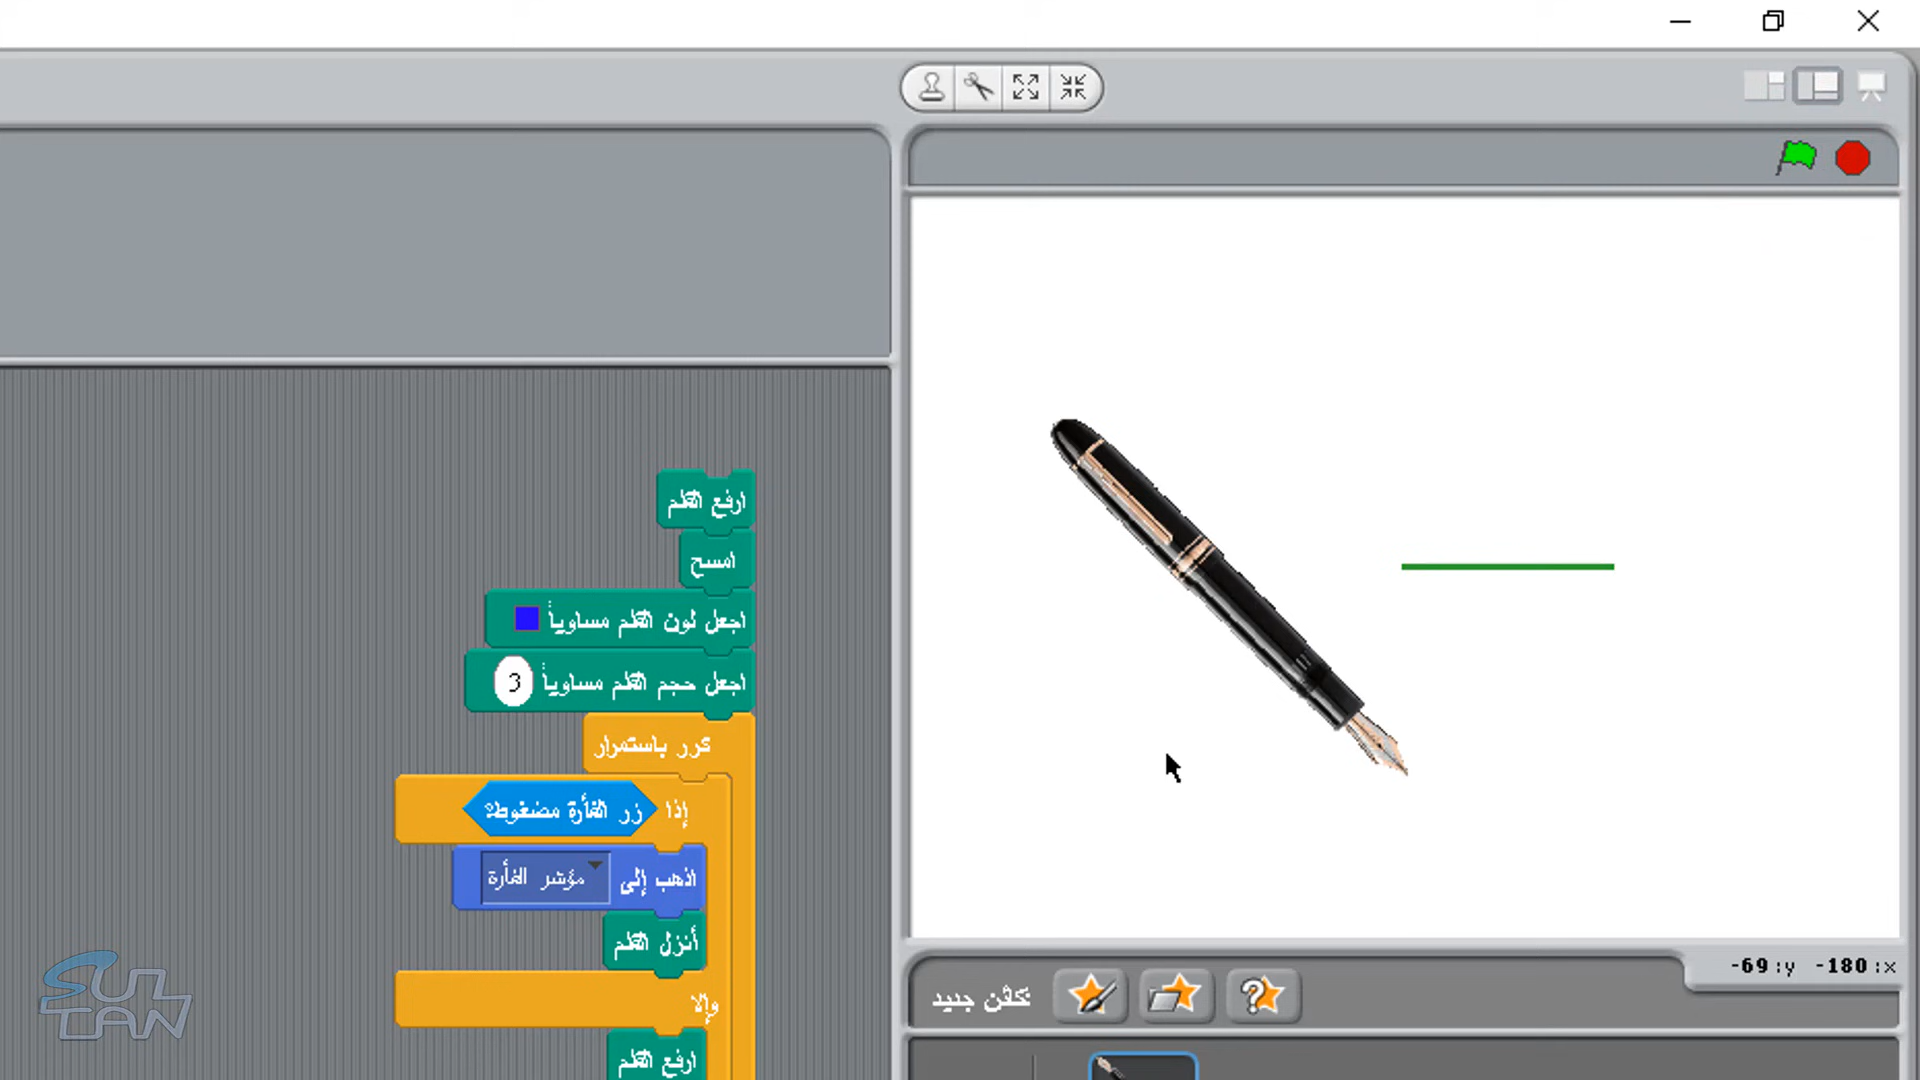 ارفع القلم
امسح
اجعل لون القلم مساوياً
اجعل حجم القلم مساوياً 3
كرر باستمرار
إذا زر الفأرة مضغوط؟
اذهب إلى مؤشر الفأرة
أنزل القلم
وإلا
ارفع القلم
x: -180 y: -69
كائن جديد
SULTAN